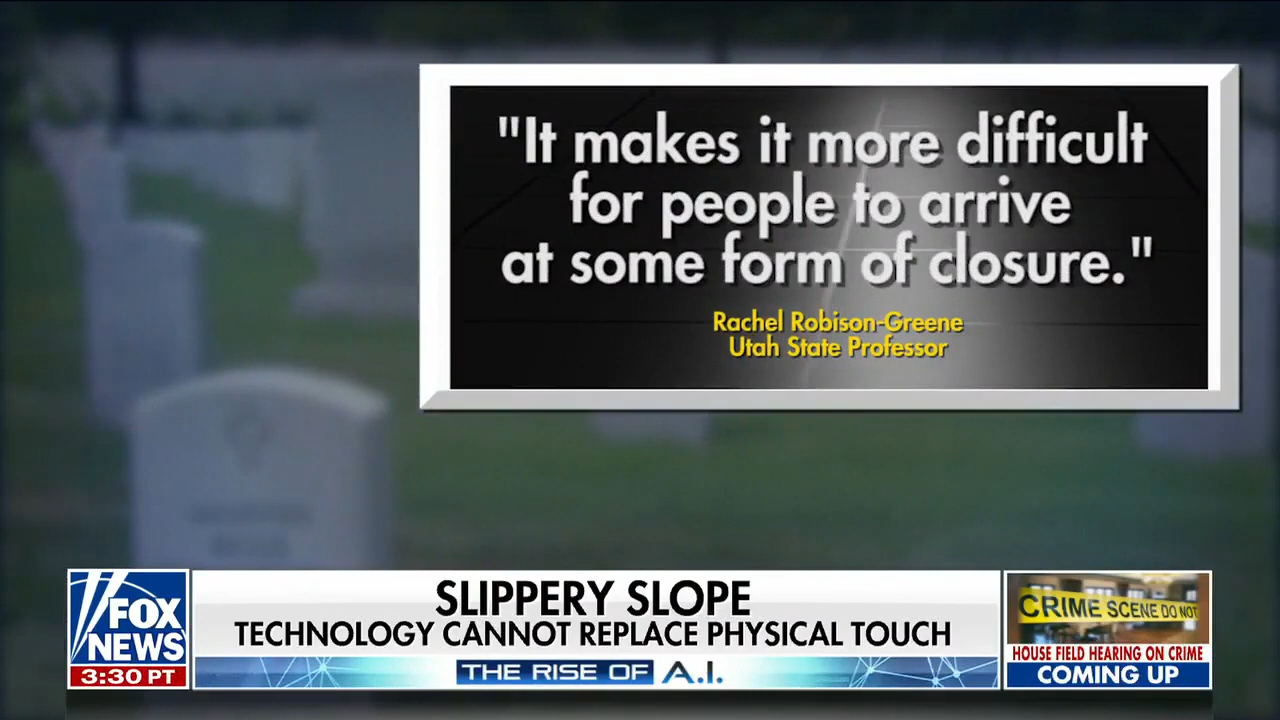 "It makes it more difficult
for people to arrive
at some form of closure."
Rachel Robison-Greene
Utah State Professor
FOX
NEWS
3:30 PT
SLIPPERY SLOPE
TECHNOLOGY CANNOT REPLACE PHYSICAL TOUCH
THE RISE OF A.I.
CRIME SCENE DO NOT
HOUSE FIELD HEARING ON CRIME
COMING UP